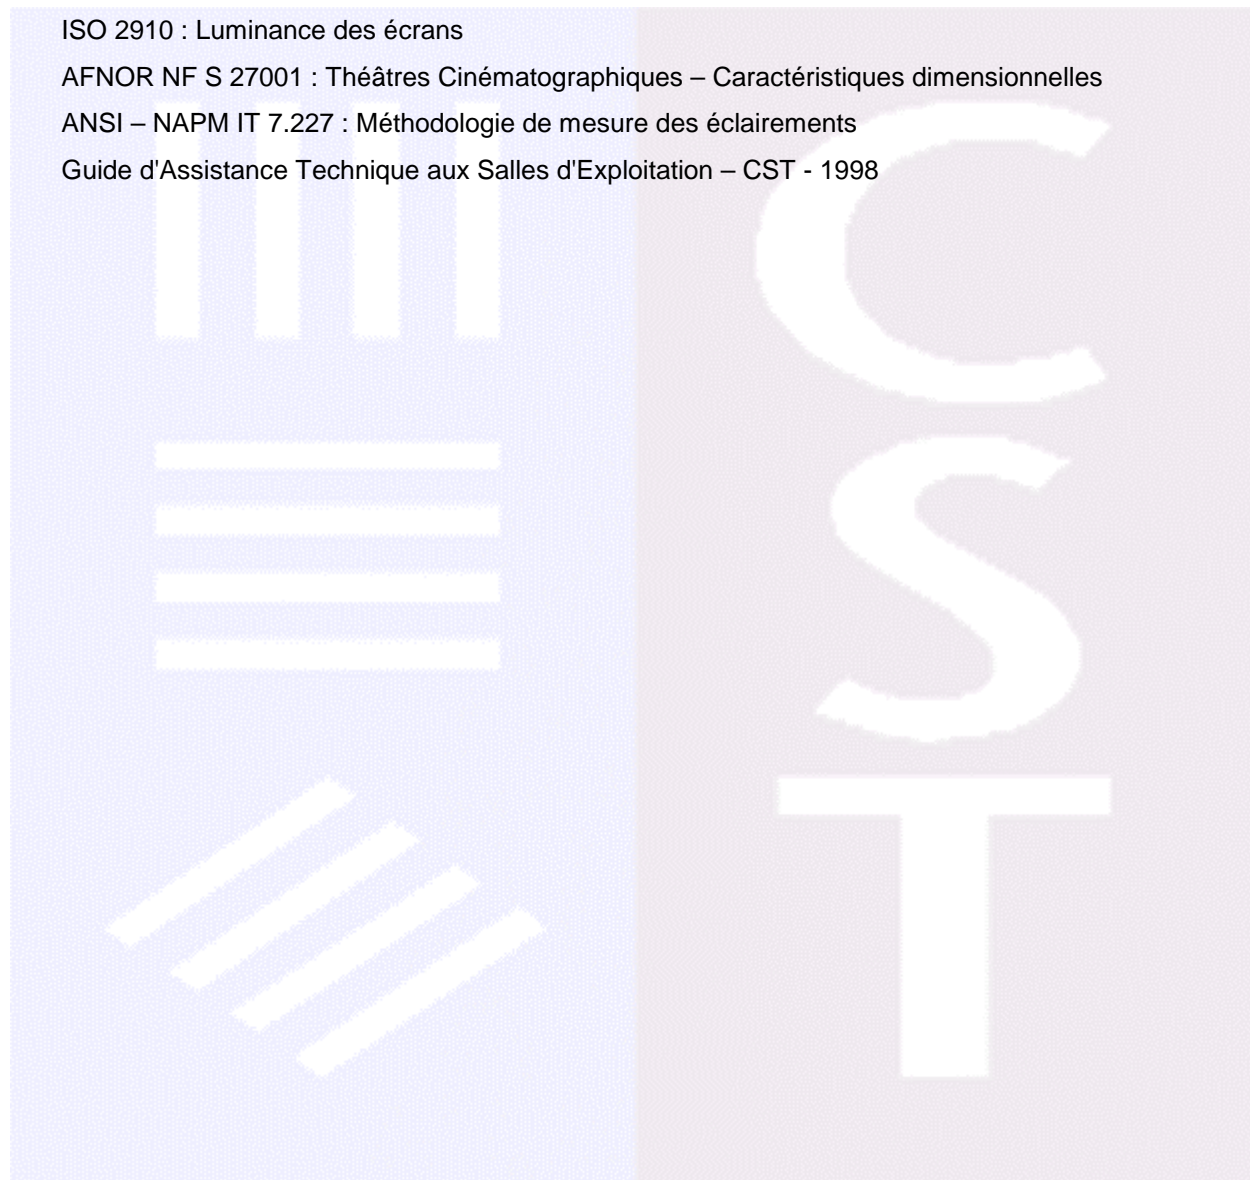 ISO 2910 : Luminance des écrans
AFNOR NF S 27001 : Théâtres Cinématographiques – Caractéristiques dimensionnelles
ANSI – NAPM IT 7.227 : Méthodologie de mesure des éclairements
Guide d'Assistance Technique aux Salles d'Exploitation – CST - 1998
C
S
T